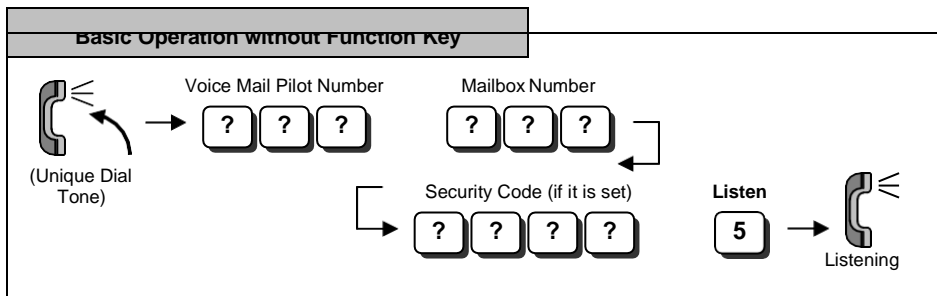 Basic Operation without Function Key
Voice Mail Pilot Number
Mailbox Number
? ? ?
? ? ?
(Unique Dial
Tone)
Security Code (if it is set)
Listen
? ? ? ?
5
Listening